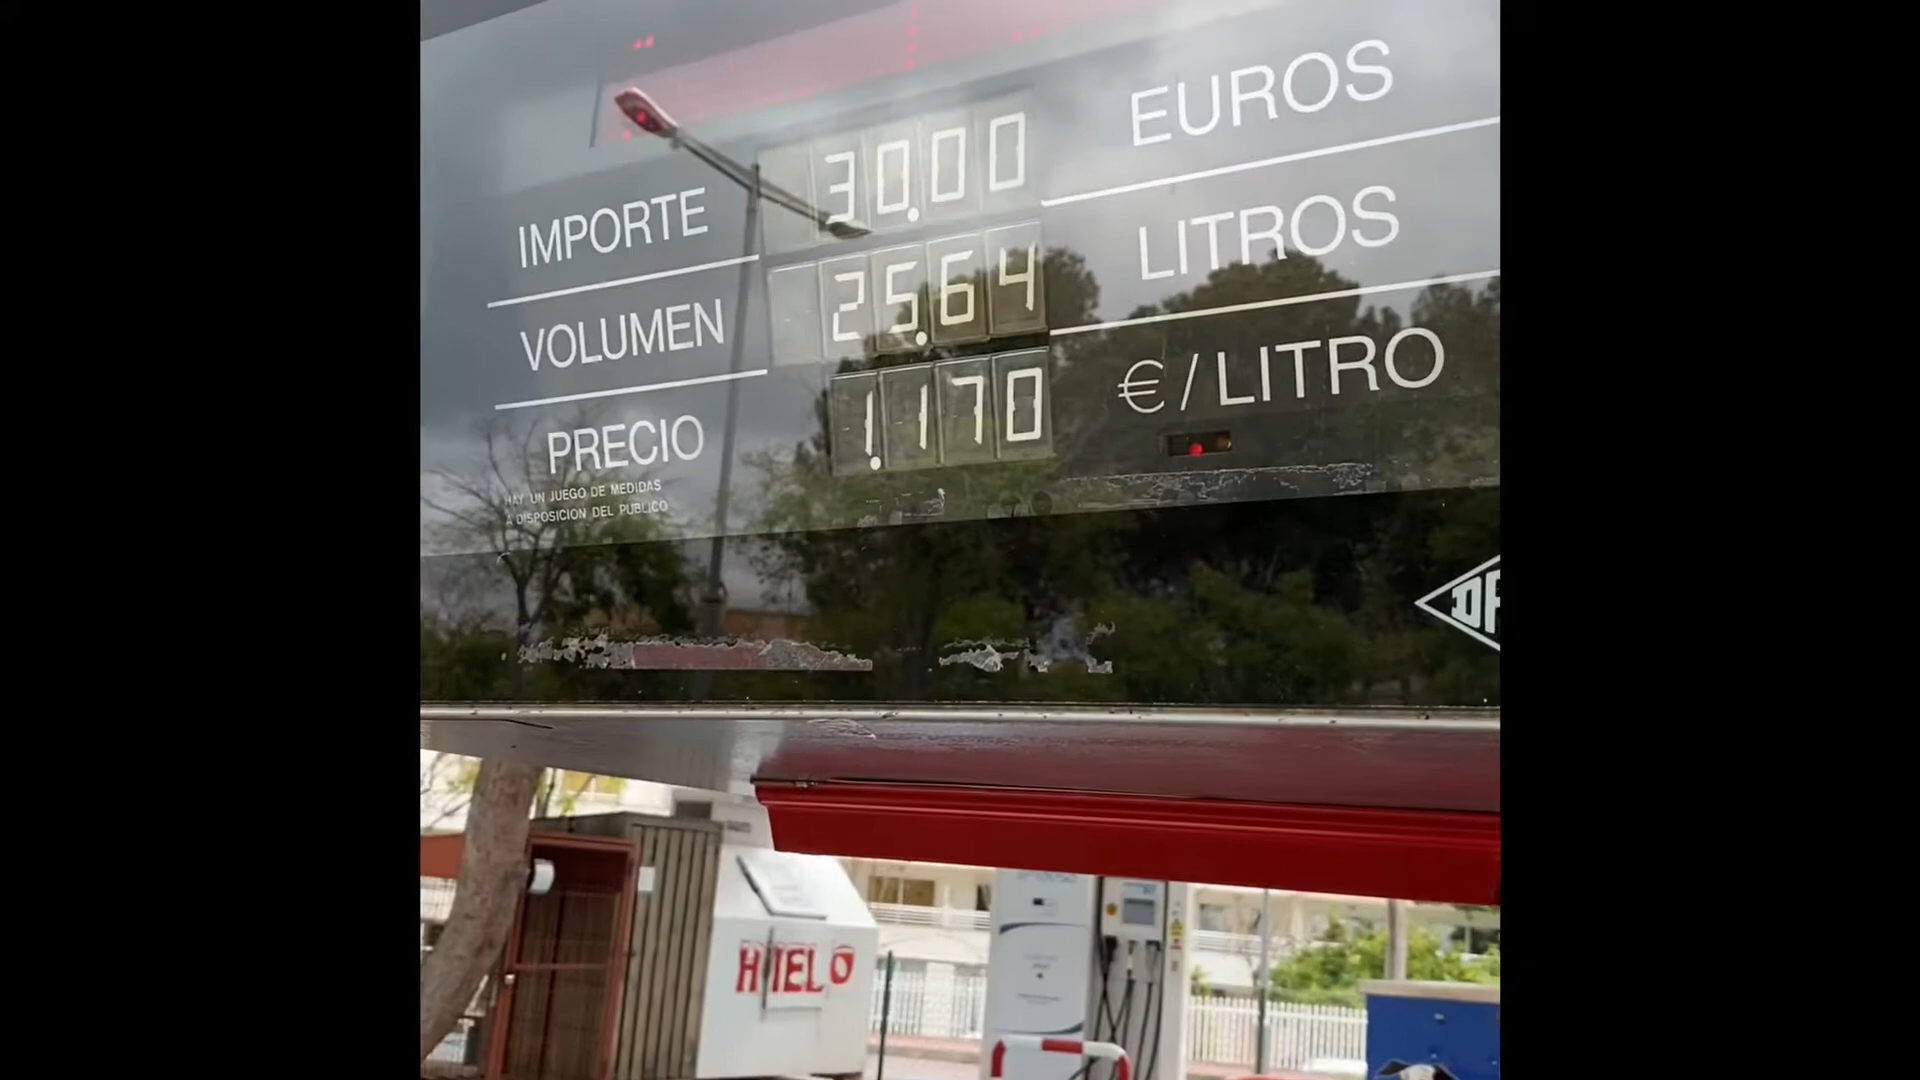 IMPORTE 30.00 EUROS
VOLUMEN 25.64 LITROS
PRECIO 1.170 €/LITRO
HAY UN JUEGO DE MEDIDAS
A DISPOSICION DEL PUBLICO
HIELO